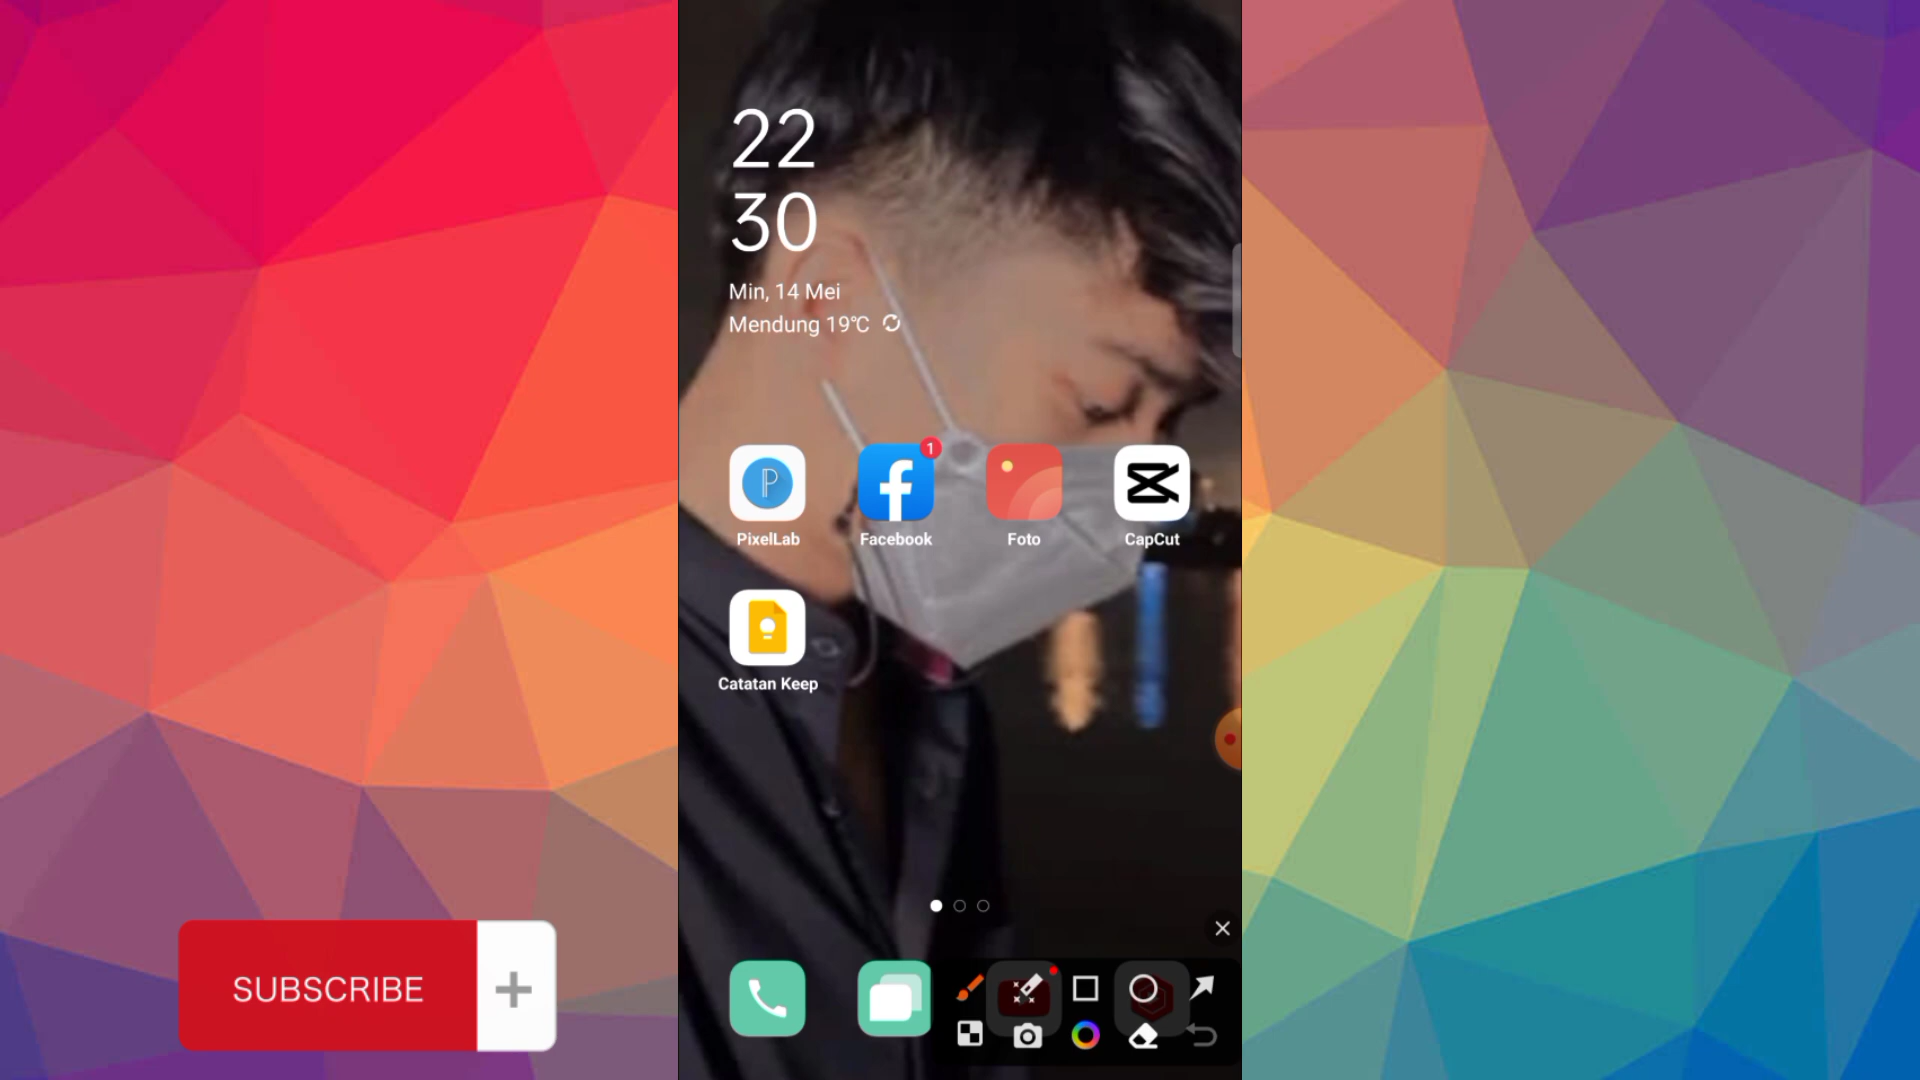 22
30
Min, 14 Mei
Mendung 19°C
1
PixelLab
Facebook
Foto
CapCut
Catatan Keep
SUBSCRIBE